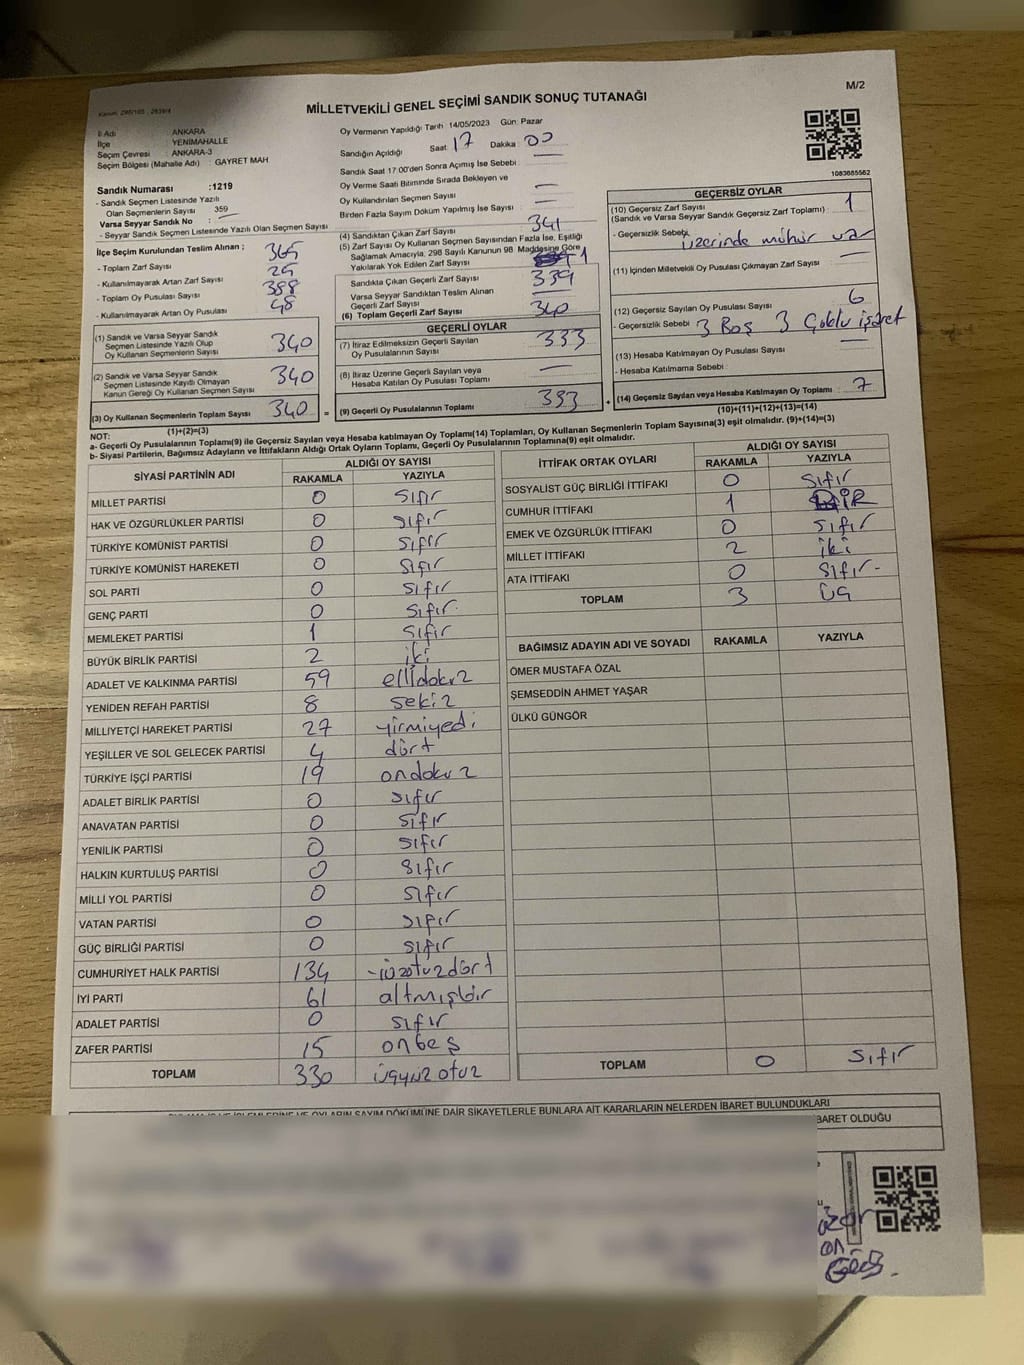 M/2
Kanun: 298/105 , 2839/4
MİLLETVEKİLİ GENEL SEÇİMİ SANDIK SONUÇ TUTANAĞI
İl Adı : ANKARA
İlçe : YENİMAHALLE
Seçim Çevresi : ANKARA-3
Seçim Bölgesi (Mahalle Adı) : GAYRET MAH
Sandık Numarası :1219
- Sandık Seçmen Listesinde Yazılı
Olan Seçmenlerin Sayısı 359
Varsa Seyyar Sandık No : —
- Seyyar Sandık Seçmen Listesinde Yazılı Olan Seçmen Sayısı
İlçe Seçim Kurulundan Teslim Alınan ;
- Toplam Zarf Sayısı 365
- Kullanılmayarak Artan Zarf Sayısı 25
- Toplam Oy Pusulası Sayısı 388
- Kullanılmayarak Artan Oy Pusulası 48
(1) Sandık ve Varsa Seyyar Sandık
Seçmen Listesinde Yazılı Olup
Oy Kullanan Seçmenlerin Sayısı 340
(2) Sandık ve Varsa Seyyar Sandık
Seçmen Listesinde Kayıtlı Olmayan
Kanun Gereği Oy Kullanan Seçmen Sayısı 340
(3) Oy Kullanan Seçmenlerin Toplam Sayısı 340 =
(1)+(2)=(3)
Oy Vermenin Yapıldığı Tarih 14/05/2023 Gün: Pazar
Sandığın Açıldığı Saat 17 Dakika : 00
Sandık Saat 17:00'den Sonra Açımış İse Sebebi : —
Oy Verme Saati Bitiminde Sırada Bekleyen ve
Oy Kullandırılan Seçmen Sayısı —
Birden Fazla Sayım Döküm Yapılmış İse Sayısı : —
(4) Sandıktan Çıkan Zarf Sayısı 341
(5) Zarf Sayısı Oy Kullanan Seçmen Sayısından Fazla İse, Eşitliği
Sağlamak Amacıyla, 298 Sayılı Kanunun 98. Maddesine Göre
Yakılarak Yok Edilen Zarf Sayısı 1
Sandıkta Çıkan Geçerli Zarf Sayısı 339
Varsa Seyyar Sandıktan Teslim Alınan
Geçerli Zarf Sayısı —
(6) Toplam Geçerli Zarf Sayısı 340
GEÇERLİ OYLAR
(7) İtiraz Edilmeksizin Geçerli Sayılan
Oy Pusulalarının Sayısı 333
(8) İtiraz Üzerine Geçerli Sayılan veya
Hesaba Katılan Oy Pusulası Toplamı —
(9) Geçerli Oy Pusulalarının Toplamı 333 +
GEÇERSİZ OYLAR
1083685562
(10) Geçersiz Zarf Sayısı
(Sandık ve Varsa Seyyar Sandık Geçersiz Zarf Toplamı) : 1
- Geçersizlik Sebebi : üzerinde mühür var
(11) İçinden Milletvekili Oy Pusulası Çıkmayan Zarf Sayısı : —
(12) Geçersiz Sayılan Oy Pusulası Sayısı 6
- Geçersizlik Sebebi 3 Boş 3 Çoklu işaret
(13) Hesaba Katılmayan Oy Pusulası Sayısı —
- Hesaba Katılmama Sebebi
(14) Geçersiz Sayılan veya Hesaba Katılmayan Oy Toplamı : 7
(10)+(11)+(12)+(13)=(14)
NOT:
a- Geçerli Oy Pusulalarının Toplamı(9) ile Geçersiz Sayılan veya Hesaba katılmayan Oy Toplamı(14) Toplamları, Oy Kullanan Seçmenlerin Toplam Sayısına(3) eşit olmalıdır. (9)+(14)=(3)
b- Siyasi Partilerin, Bağımsız Adayların ve İttifakların Aldığı Ortak Oyların Toplamı, Geçerli Oy Pusulalarının Toplamına(9) eşit olmalıdır.
SİYASİ PARTİNİN ADI ALDIĞI OY SAYISI
RAKAMLA YAZIYLA
MİLLET PARTİSİ 0 sıfır
HAK VE ÖZGÜRLÜKLER PARTİSİ 0 sıfır
TÜRKİYE KOMÜNİST PARTİSİ 0 sıfır
TÜRKİYE KOMÜNİST HAREKETİ 0 sıfır
SOL PARTİ 0 sıfır
GENÇ PARTİ 0 sıfır
MEMLEKET PARTİSİ 1 sıfır
BÜYÜK BİRLİK PARTİSİ 2 iki
ADALET VE KALKINMA PARTİSİ 59 ellidokuz
YENİDEN REFAH PARTİSİ 8 sekiz
MİLLİYETÇİ HAREKET PARTİSİ 27 yirmiyedi
YEŞİLLER VE SOL GELECEK PARTİSİ 4 dört
TÜRKİYE İŞÇİ PARTİSİ 19 ondokuz
ADALET BİRLİK PARTİSİ 0 sıfır
ANAVATAN PARTİSİ 0 sıfır
YENİLİK PARTİSİ 0 sıfır
HALKIN KURTULUŞ PARTİSİ 0 sıfır
MİLLİ YOL PARTİSİ 0 sıfır
VATAN PARTİSİ 0 sıfır
GÜÇ BİRLİĞİ PARTİSİ 0 sıfır
CUMHURİYET HALK PARTİSİ 134 yüzotuzdört
İYİ PARTİ 61 altmışbir
ADALET PARTİSİ 0 sıfır
ZAFER PARTİSİ 15 onbeş
TOPLAM 330 üçyüzotuz
İTTİFAK ORTAK OYLARI ALDIĞI OY SAYISI
RAKAMLA YAZIYLA
SOSYALİST GÜÇ BİRLİĞİ İTTİFAKI 0 sıfır
CUMHUR İTTİFAKI 1 BİR
EMEK VE ÖZGÜRLÜK İTTİFAKI 0 sıfır
MİLLET İTTİFAKI 2 iki
ATA İTTİFAKI 0 sıfır
TOPLAM 3 üç
BAĞIMSIZ ADAYIN ADI VE SOYADI RAKAMLA YAZIYLA
ÖMER MUSTAFA ÖZAL
ŞEMSEDDİN AHMET YAŞAR
ÜLKÜ GÜNGÖR
TOPLAM 0 sıfır
İŞLEMLERİNE VE OYLARIN SAYIM DÖKÜMÜNE DAİR ŞİKAYETLERLE BUNLARA AİT KARARLARIN NELERDEN İBARET BULUNDUKLARI
İBARET OLDUĞU